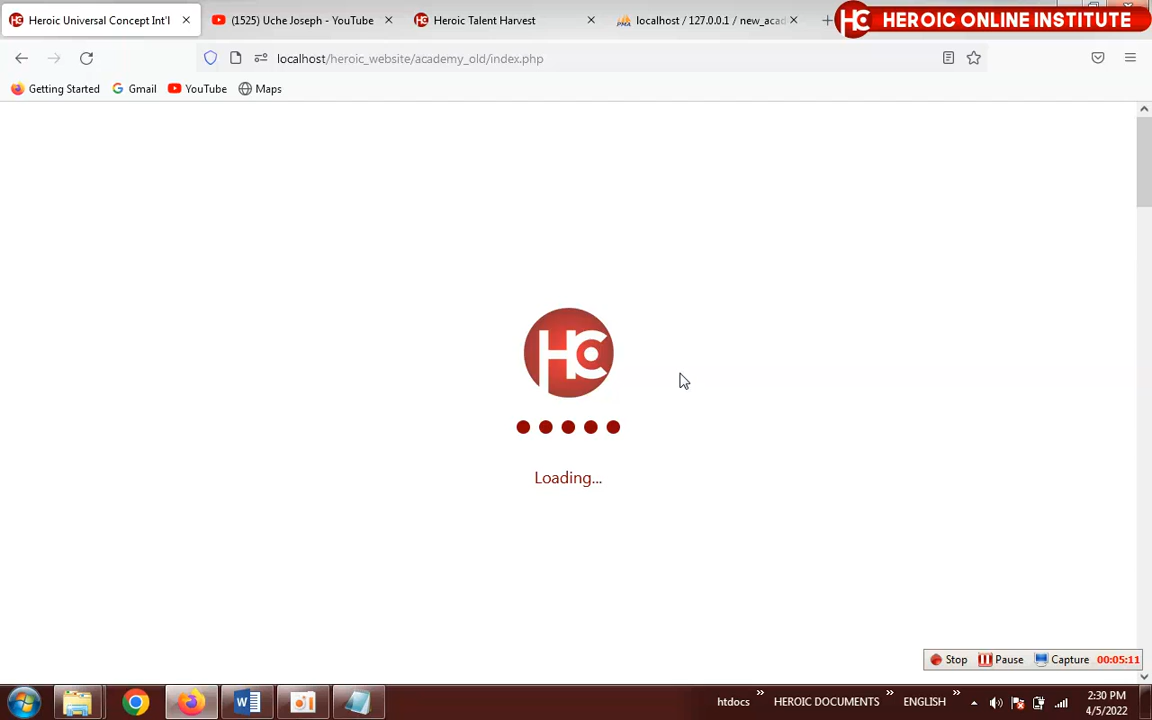 Heroic Universal Concept Int'l
(1525) Uche Joseph - YouTube
Heroic Talent Harvest
localhost / 127.0.0.1 / new_acad
HC HEROIC ONLINE INSTITUTE
localhost/heroic_website/academy_old/index.php
Getting Started
Gmail
YouTube
Maps
HC
Loading...
Stop
Pause
Capture
00:05:11
htdocs
HEROIC DOCUMENTS
ENGLISH
2:30 PM
4/5/2022